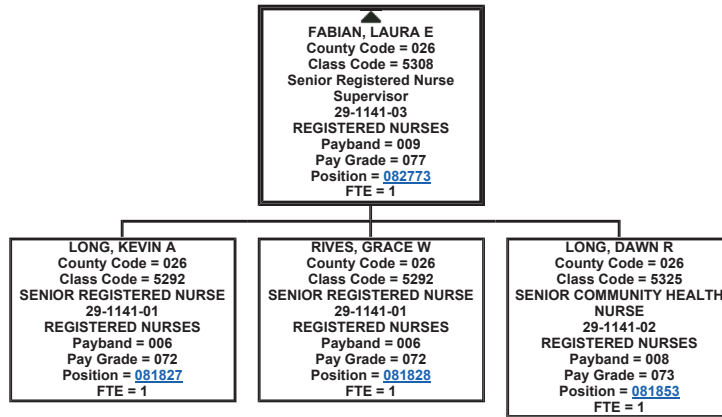 FABIAN, LAURA E
County Code = 026
Class Code = 5308
Senior Registered Nurse
Supervisor
29-1141-03
REGISTERED NURSES
Payband = 009
Pay Grade = 077
Position = 082773
FTE = 1
LONG, KEVIN A
County Code = 026
Class Code = 5292
SENIOR REGISTERED NURSE
29-1141-01
REGISTERED NURSES
Payband = 006
Pay Grade = 072
Position = 081827
FTE = 1
RIVES, GRACE W
County Code = 026
Class Code = 5292
SENIOR REGISTERED NURSE
29-1141-01
REGISTERED NURSES
Payband = 006
Pay Grade = 072
Position = 081828
FTE = 1
LONG, DAWN R
County Code = 026
Class Code = 5325
SENIOR COMMUNITY HEALTH
NURSE
29-1141-02
REGISTERED NURSES
Payband = 008
Pay Grade = 073
Position = 081853
FTE = 1